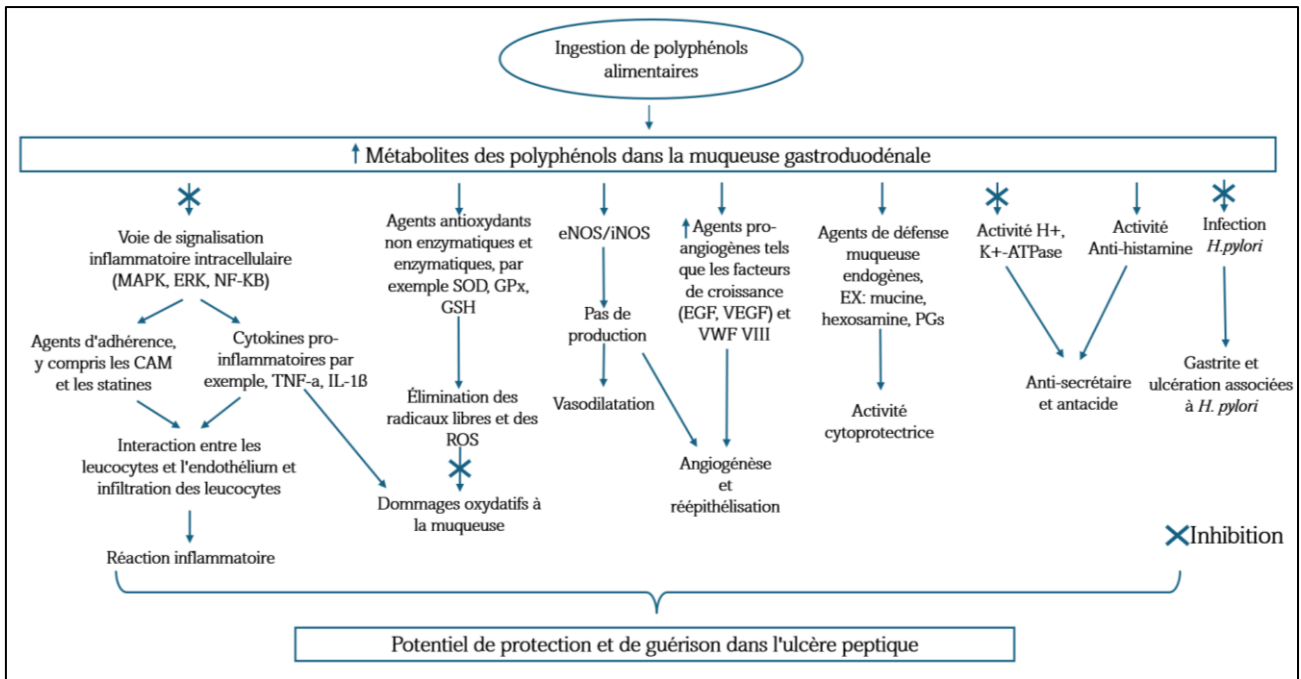 Ingestion de polyphénols
alimentaires
↑ Métabolites des polyphénols dans la muqueuse gastroduodénale
Voie de signalisation
inflammatoire intracellulaire
(MAPK, ERK, NF-KB)
Agents d'adhérence,
y compris les CAM
et les statines
Cytokines pro-
inflammatoires par
exemple, TNF-a, IL-1ß
Interaction entre les
leucocytes et l'endothélium et
infiltration des leucocytes
Réaction inflammatoire
Agents antioxydants
non enzymatiques et
enzymatiques, par
exemple SOD, GPx,
GSH
Élimination des
radicaux libres et des
ROS
Dommages oxydatifs à
la muqueuse
eNOS/iNOS
Pas de
production
Vasodilatation
↑ Agents pro-
angiogènes tels
que les facteurs
de croissance
(EGF, VEGF) et
VWF VIII
Angiogénèse
et
réépithélisation
Agents de défense
muqueuse
endogènes,
EX: mucine,
hexosamine, PGs
Activité
cytoprotectrice
Activité H+,
K+-ATPase
Activité
Anti-histamine
Anti-secrétaire
et antacide
Infection
H.pylori
Gastrite et
ulcération associées
à H. pylori
Inhibition
Potentiel de protection et de guérison dans l'ulcère peptique